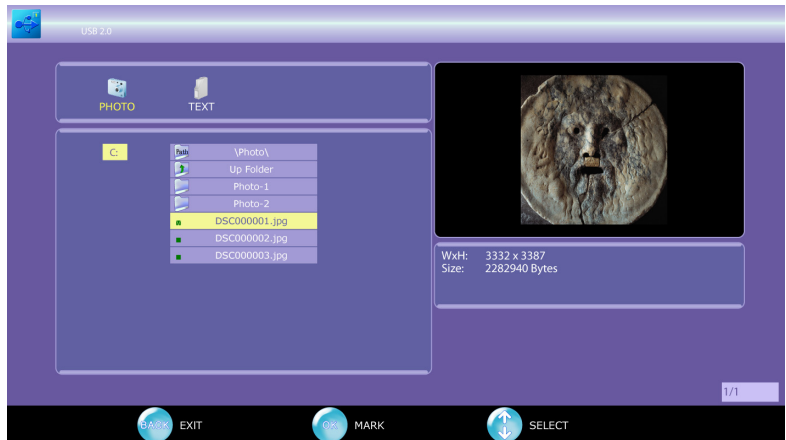 USB 2.0
PHOTO
TEXT
C:
Path
\Photo\
Up Folder
Photo-1
Photo-2
DSC000001.jpg
DSC000002.jpg
DSC000003.jpg
WxH: 3332 x 3387
Size: 2282940 Bytes
1/1
BACK EXIT
OK MARK
SELECT